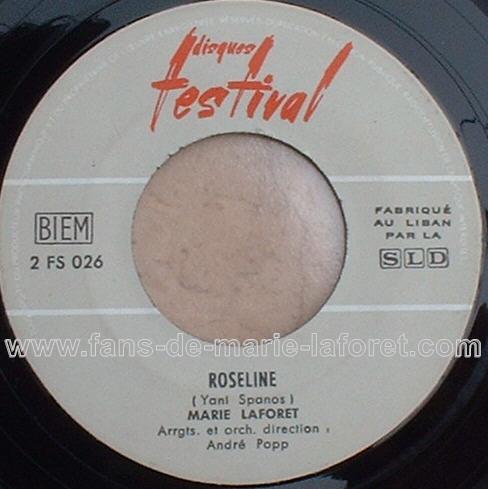 disques
festival
BIEM
2 FS 026
FABRIQUÉ
AU LIBAN
PAR LA
SLD
www.fans-de-marie-laforet.com
ROSELINE
(Yani Spanos)
MARIE LAFORET
Arrgts. et orch. direction :
André Popp